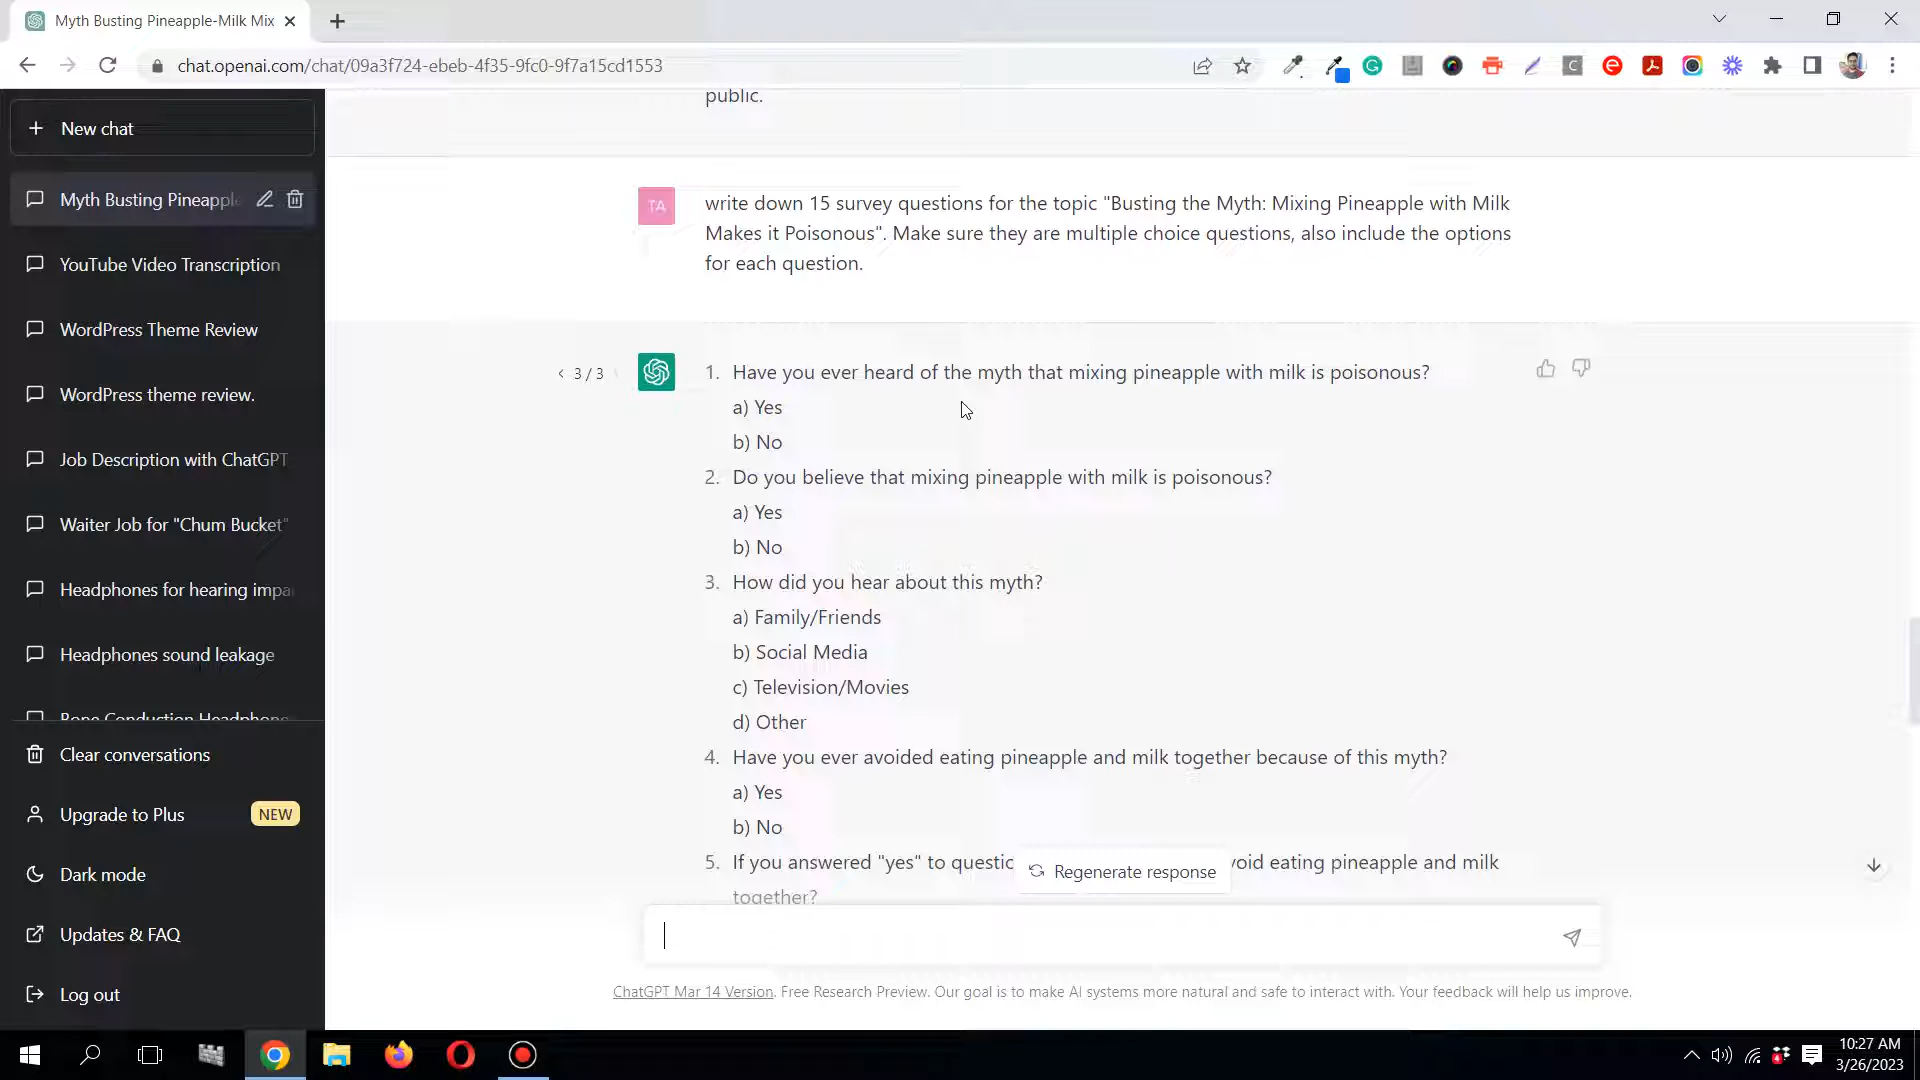 Myth Busting Pineapple-Milk Mix
chat.openai.com/chat/09a3f724-ebeb-4f35-9fc0-9f7a15cd1553
New chat
Myth Busting Pineapple
YouTube Video Transcription
WordPress Theme Review
WordPress theme review.
Job Description with ChatGPT
Waiter Job for "Chum Bucket"
Headphones for hearing impai
Headphones sound leakage
Bone Conduction Headphone
Clear conversations
Upgrade to Plus
NEW
Dark mode
Updates & FAQ
Log out
public.
TA
write down 15 survey questions for the topic "Busting the Myth: Mixing Pineapple with Milk
Makes it Poisonous". Make sure they are multiple choice questions, also include the options
for each question.
< 3 / 3
1. Have you ever heard of the myth that mixing pineapple with milk is poisonous?
a) Yes
b) No
2. Do you believe that mixing pineapple with milk is poisonous?
a) Yes
b) No
3. How did you hear about this myth?
a) Family/Friends
b) Social Media
c) Television/Movies
d) Other
4. Have you ever avoided eating pineapple and milk together because of this myth?
a) Yes
b) No
5. If you answered "yes" to questic
Regenerate response
void eating pineapple and milk
together?
ChatGPT Mar 14 Version. Free Research Preview. Our goal is to make AI systems more natural and safe to interact with. Your feedback will help us improve.
10:27 AM
3/26/2023